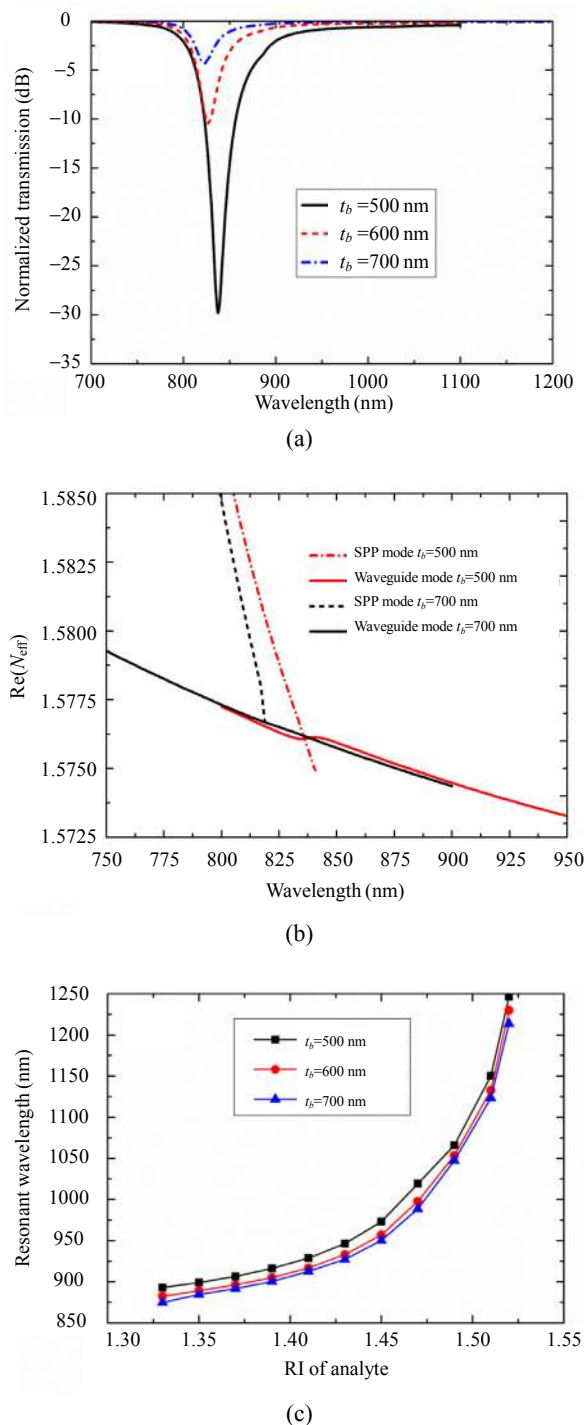 0
−5
−10
−15
−20
−25
−30
−35
Normalized transmission (dB)
t_b =500 nm
t_b =600 nm
t_b =700 nm
700 800 900 1000 1100 1200
Wavelength (nm)
(a)
1.5850
1.5825
1.5800
1.5775
1.5750
1.5725
Re(N_eff)
SPP mode t_b=500 nm
Waveguide mode t_b=500 nm
SPP mode t_b=700 nm
Waveguide mode t_b=700 nm
750 775 800 825 850 875 900 925 950
Wavelength (nm)
(b)
1250
1200
1150
1100
1050
1000
950
900
850
Resonant wavelength (nm)
t_b=500 nm
t_b=600 nm
t_b=700 nm
1.30 1.35 1.40 1.45 1.50 1.55
RI of analyte
(c)